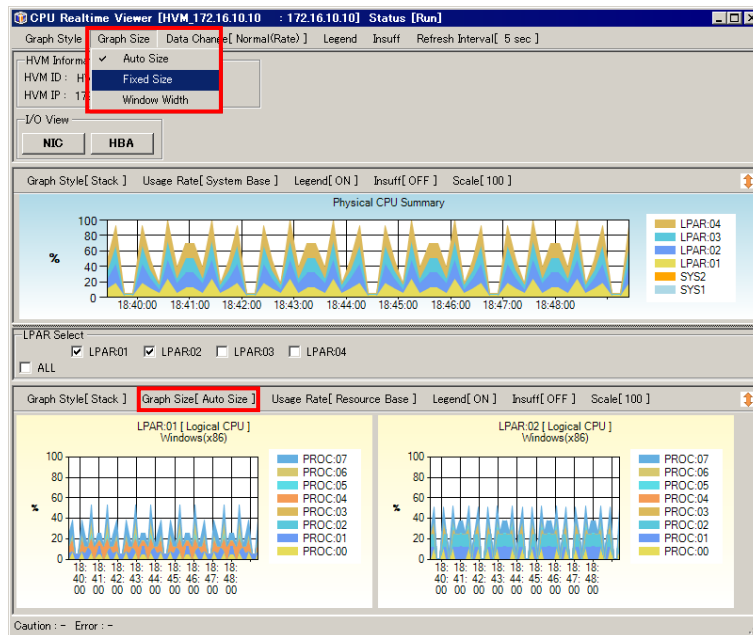 CPU Realtime Viewer [HVM_172.16.10.10 : 172.16.10.10] Status [Run]
Graph Style Graph Size Data Change[ Normal(Rate) ] Legend Insuff Refresh Interval[ 5 sec ]
Auto Size
Fixed Size
Window Width
HVM Informa
HVM ID : H
HVM IP : 17
I/O View
NIC HBA
Graph Style[ Stack ] Usage Rate[ System Base ] Legend[ ON ] Insuff[ OFF ] Scale[ 100 ]
Physical CPU Summary
%
100
80
60
40
20
0
18:40:00 18:41:00 18:42:00 18:43:00 18:44:00 18:45:00 18:46:00 18:47:00 18:48:00
LPAR:04
LPAR:03
LPAR:02
LPAR:01
SYS2
SYS1
LPAR Select
LPAR01 LPAR02 LPAR03 LPAR04
ALL
Graph Style[ Stack ] Graph Size[ Auto Size ] Usage Rate[ Resource Base ] Legend[ ON ] Insuff[ OFF ] Scale[ 100 ]
LPAR:01 [ Logical CPU ]
Windows(x86)
%
100
80
60
40
20
0
18: 18: 18: 18: 18: 18: 18: 18: 18:
40: 41: 42: 43: 44: 45: 46: 47: 48:
00 00 00 00 00 00 00 00 00
PROC:07
PROC:06
PROC:05
PROC:04
PROC:03
PROC:02
PROC:01
PROC:00
LPAR:02 [ Logical CPU ]
Windows(x86)
%
100
80
60
40
20
0
18: 18: 18: 18: 18: 18: 18: 18: 18:
40: 41: 42: 43: 44: 45: 46: 47: 48:
00 00 00 00 00 00 00 00 00
PROC:07
PROC:06
PROC:05
PROC:04
PROC:03
PROC:02
PROC:01
PROC:00
Caution : - Error : -